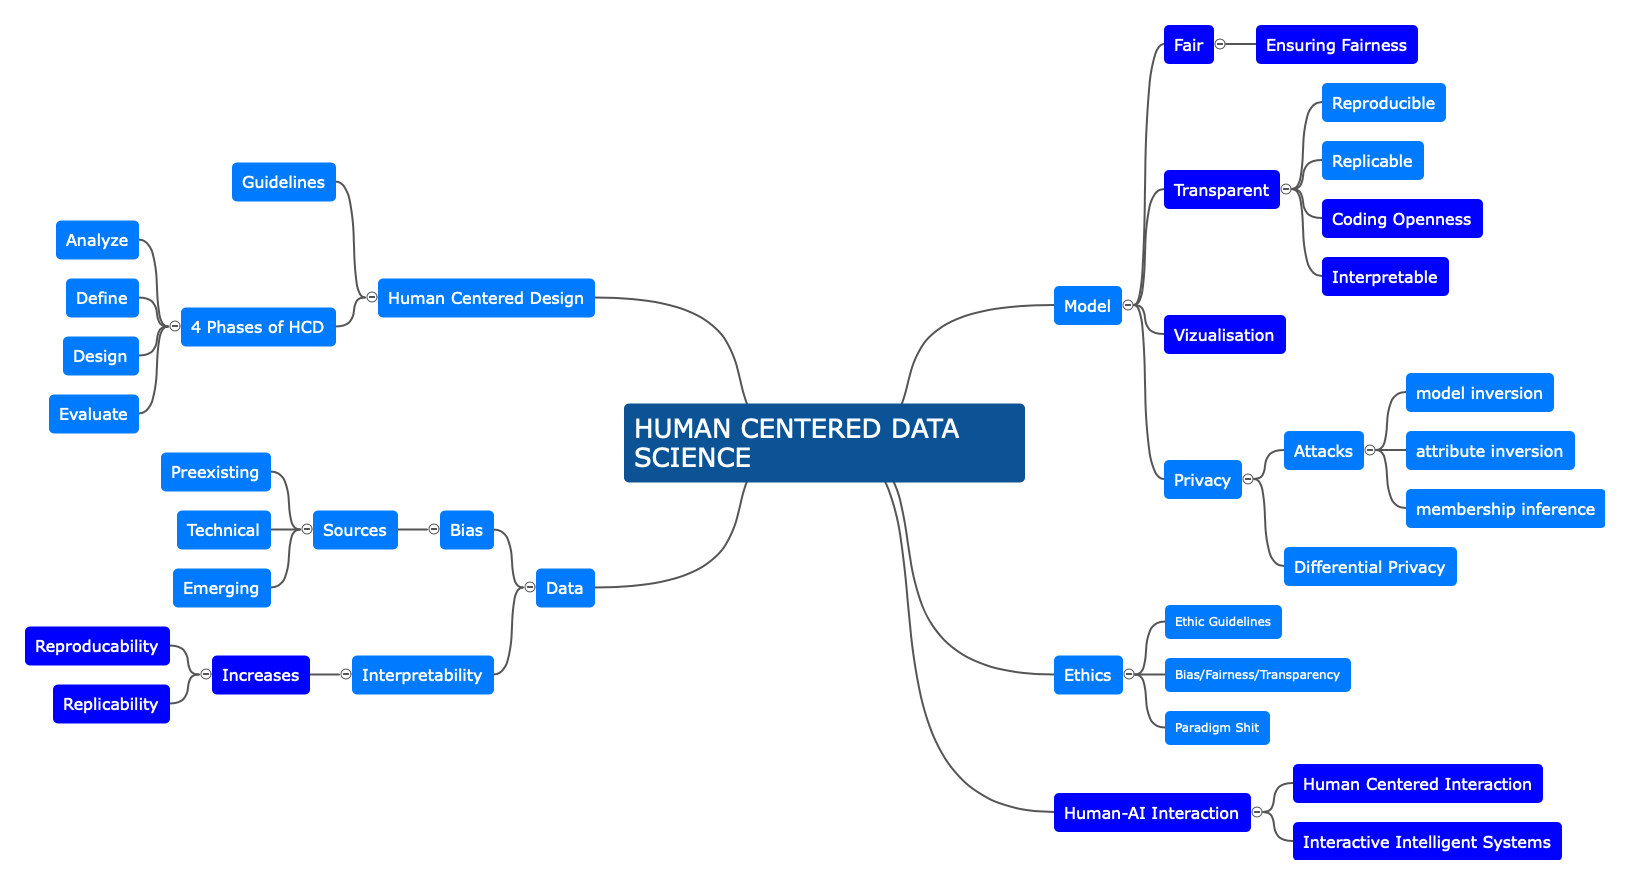 HUMAN CENTERED DATA
SCIENCE
Human Centered Design
Guidelines
4 Phases of HCD
Analyze
Define
Design
Evaluate
Data
Bias
Sources
Preexisting
Technical
Emerging
Interpretability
Increases
Reproducability
Replicability
Model
Fair
Ensuring Fairness
Transparent
Reproducible
Replicable
Coding Openness
Interpretable
Vizualisation
Privacy
Attacks
model inversion
attribute inversion
membership inference
Differential Privacy
Ethics
Ethic Guidelines
Bias/Fairness/Transparency
Paradigm Shit
Human-AI Interaction
Human Centered Interaction
Interactive Intelligent Systems